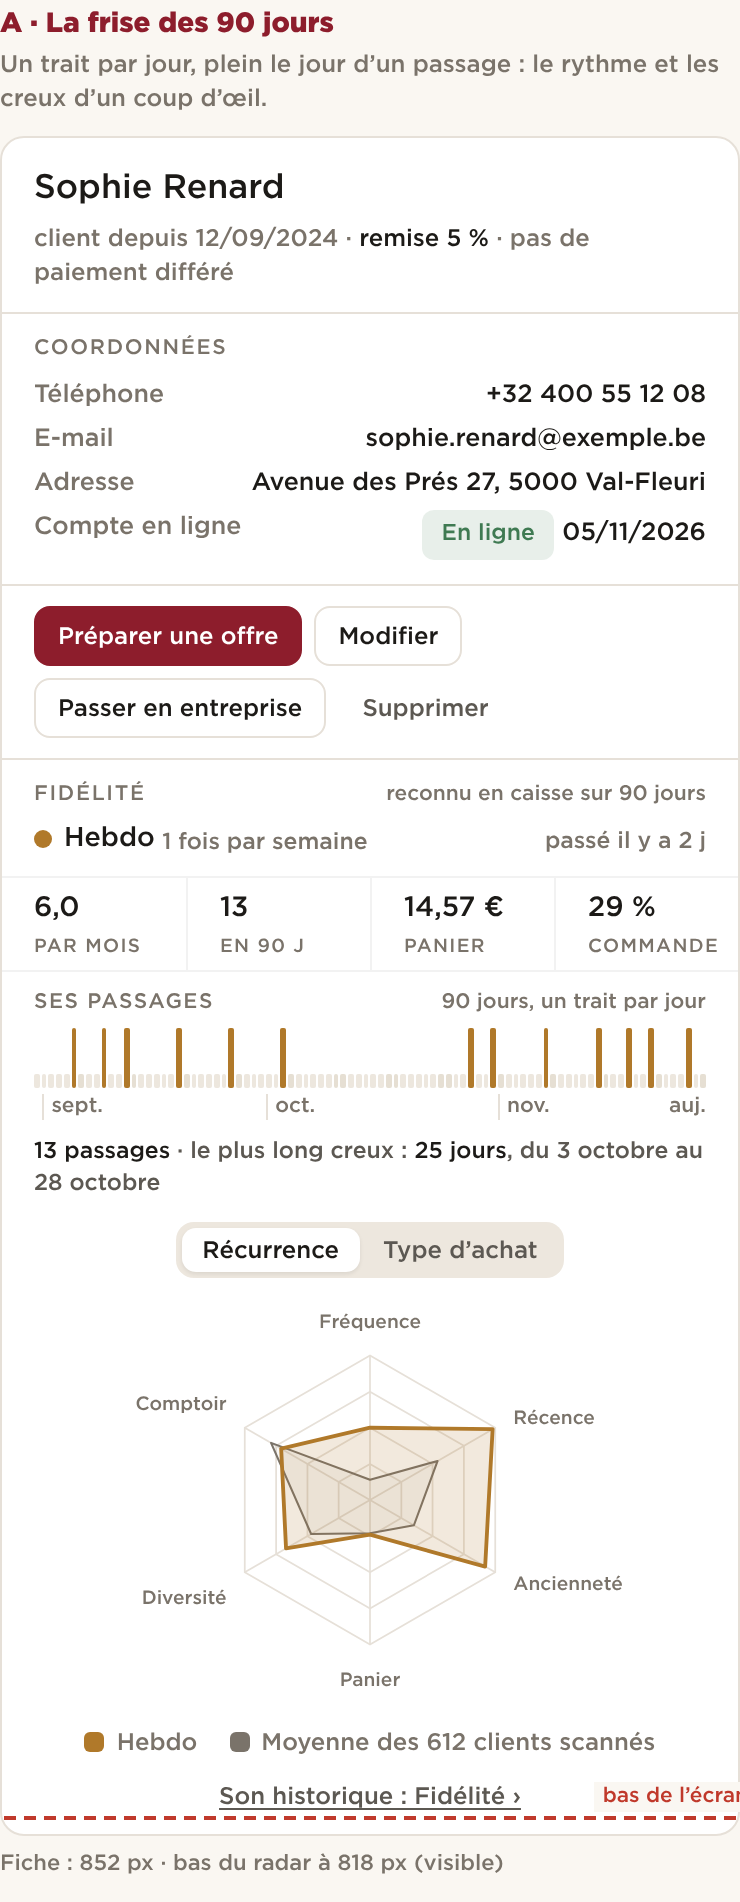 A · La frise des 90 jours
Un trait par jour, plein le jour d’un passage : le rythme et les
creux d’un coup d’œil.
Sophie Renard
client depuis 12/09/2024 · remise 5 % · pas de
paiement différé
COORDONNÉES
Téléphone +32 400 55 12 08
E-mail sophie.renard@exemple.be
Adresse Avenue des Prés 27, 5000 Val-Fleuri
Compte en ligne En ligne 05/11/2026
Préparer une offre Modifier
Passer en entreprise Supprimer
FIDÉLITÉ reconnu en caisse sur 90 jours
Hebdo 1 fois par semaine passé il y a 2 j
6,0 13 14,57 € 29 %
PAR MOIS EN 90 J PANIER COMMANDE
SES PASSAGES 90 jours, un trait par jour
sept. oct. nov. auj.
13 passages · le plus long creux : 25 jours, du 3 octobre au
28 octobre
Récurrence Type d’achat
Fréquence
Comptoir
Récence
Ancienneté
Diversité
Panier
Hebdo Moyenne des 612 clients scannés
Son historique : Fidélité ›
bas de l’écran
Fiche : 852 px · bas du radar à 818 px (visible)